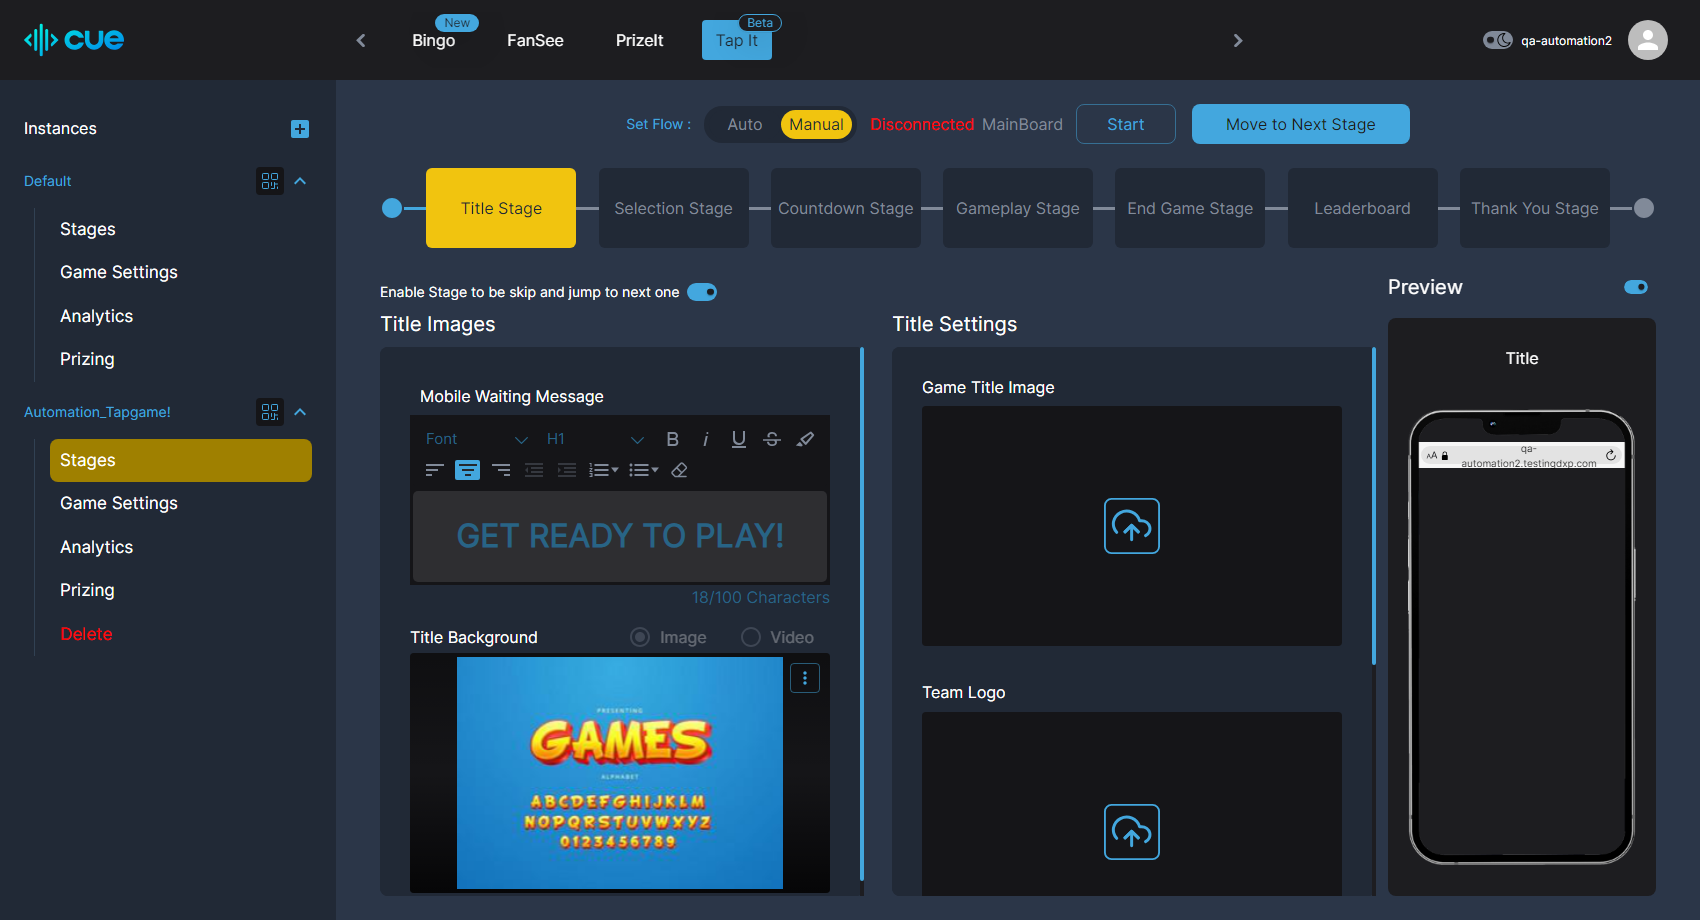 cue
New
Bingo
FanSee
PrizeIt
Beta
Tap It
qa-automation2
Instances
Default
Stages
Game Settings
Analytics
Prizing
Automation_Tapgame!
Stages
Game Settings
Analytics
Prizing
Delete
Set Flow :
Auto
Manual
Disconnected MainBoard
Start
Move to Next Stage
Title Stage
Selection Stage
Countdown Stage
Gameplay Stage
End Game Stage
Leaderboard
Thank You Stage
Enable Stage to be skip and jump to next one
Title Images
Mobile Waiting Message
Font
H1
B
i
U
S
GET READY TO PLAY!
18/100 Characters
Title Background
Image
Video
PRESENTING
GAMES
ALPHABET
ABCDEFGHIJKLM
NOPQRSTUVWXYZ
0123456789
Title Settings
Game Title Image
Team Logo
Preview
Title
AA
qa-
automation2.testingdxp.com